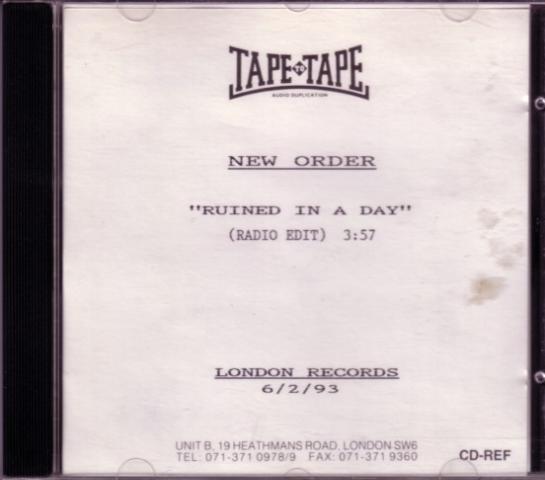 TAPE TO TAPE
AUDIO DUPLICATION
NEW ORDER
"RUINED IN A DAY"
(RADIO EDIT) 3:57
LONDON RECORDS
6/2/93
UNIT B, 19 HEATHMANS ROAD, LONDON SW6
TEL: 071-371 0978/9 FAX: 071-371 9360
CD-REF